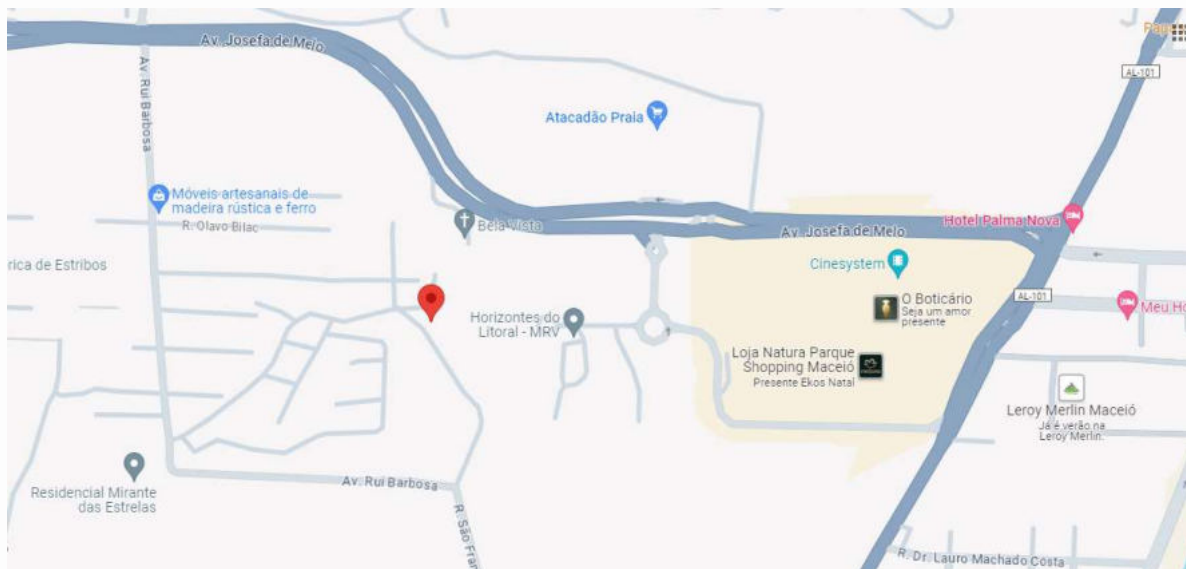 Av. Josefa de Melo
AL-101
Av. Rui Barbosa
Atacadão Praia
Móveis artesanais de
madeira rústica e ferro
R. Olavo Bilac
Bela Vista
Av. Josefa de Melo
Hotel Palma Nova
rica de Estribos
Cinesystem
AL-101
O Boticário
Seja um amor
presente
Meu Ho
Horizontes do
Litoral - MRV
Loja Natura Parque
Shopping Maceió
Presente Ekos Natal
Leroy Merlin Maceió
Já é verão na
Leroy Merlin.
Av. Rui Barbosa
Residencial Mirante
das Estrelas
R. São Fran
R. Dr. Lauro Machado Costa